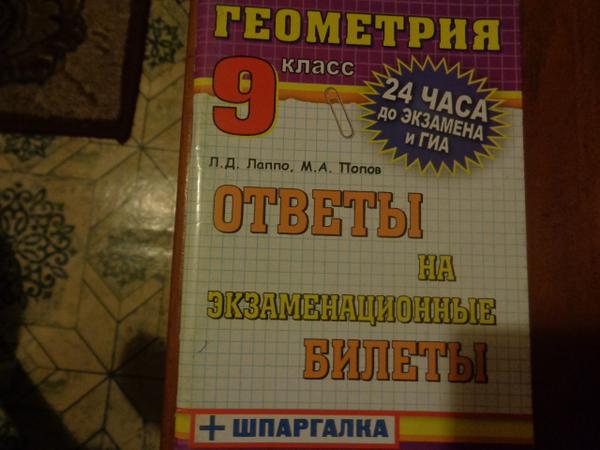 ГЕОМЕТРИЯ
9 класс
24 ЧАСА
ДО ЭКЗАМЕНА
И ГИА
Л.Д. Лаппо, М.А. Попов
ОТВЕТЫ
НА
ЭКЗАМЕНАЦИОННЫЕ
БИЛЕТЫ
+ ШПАРГАЛКА